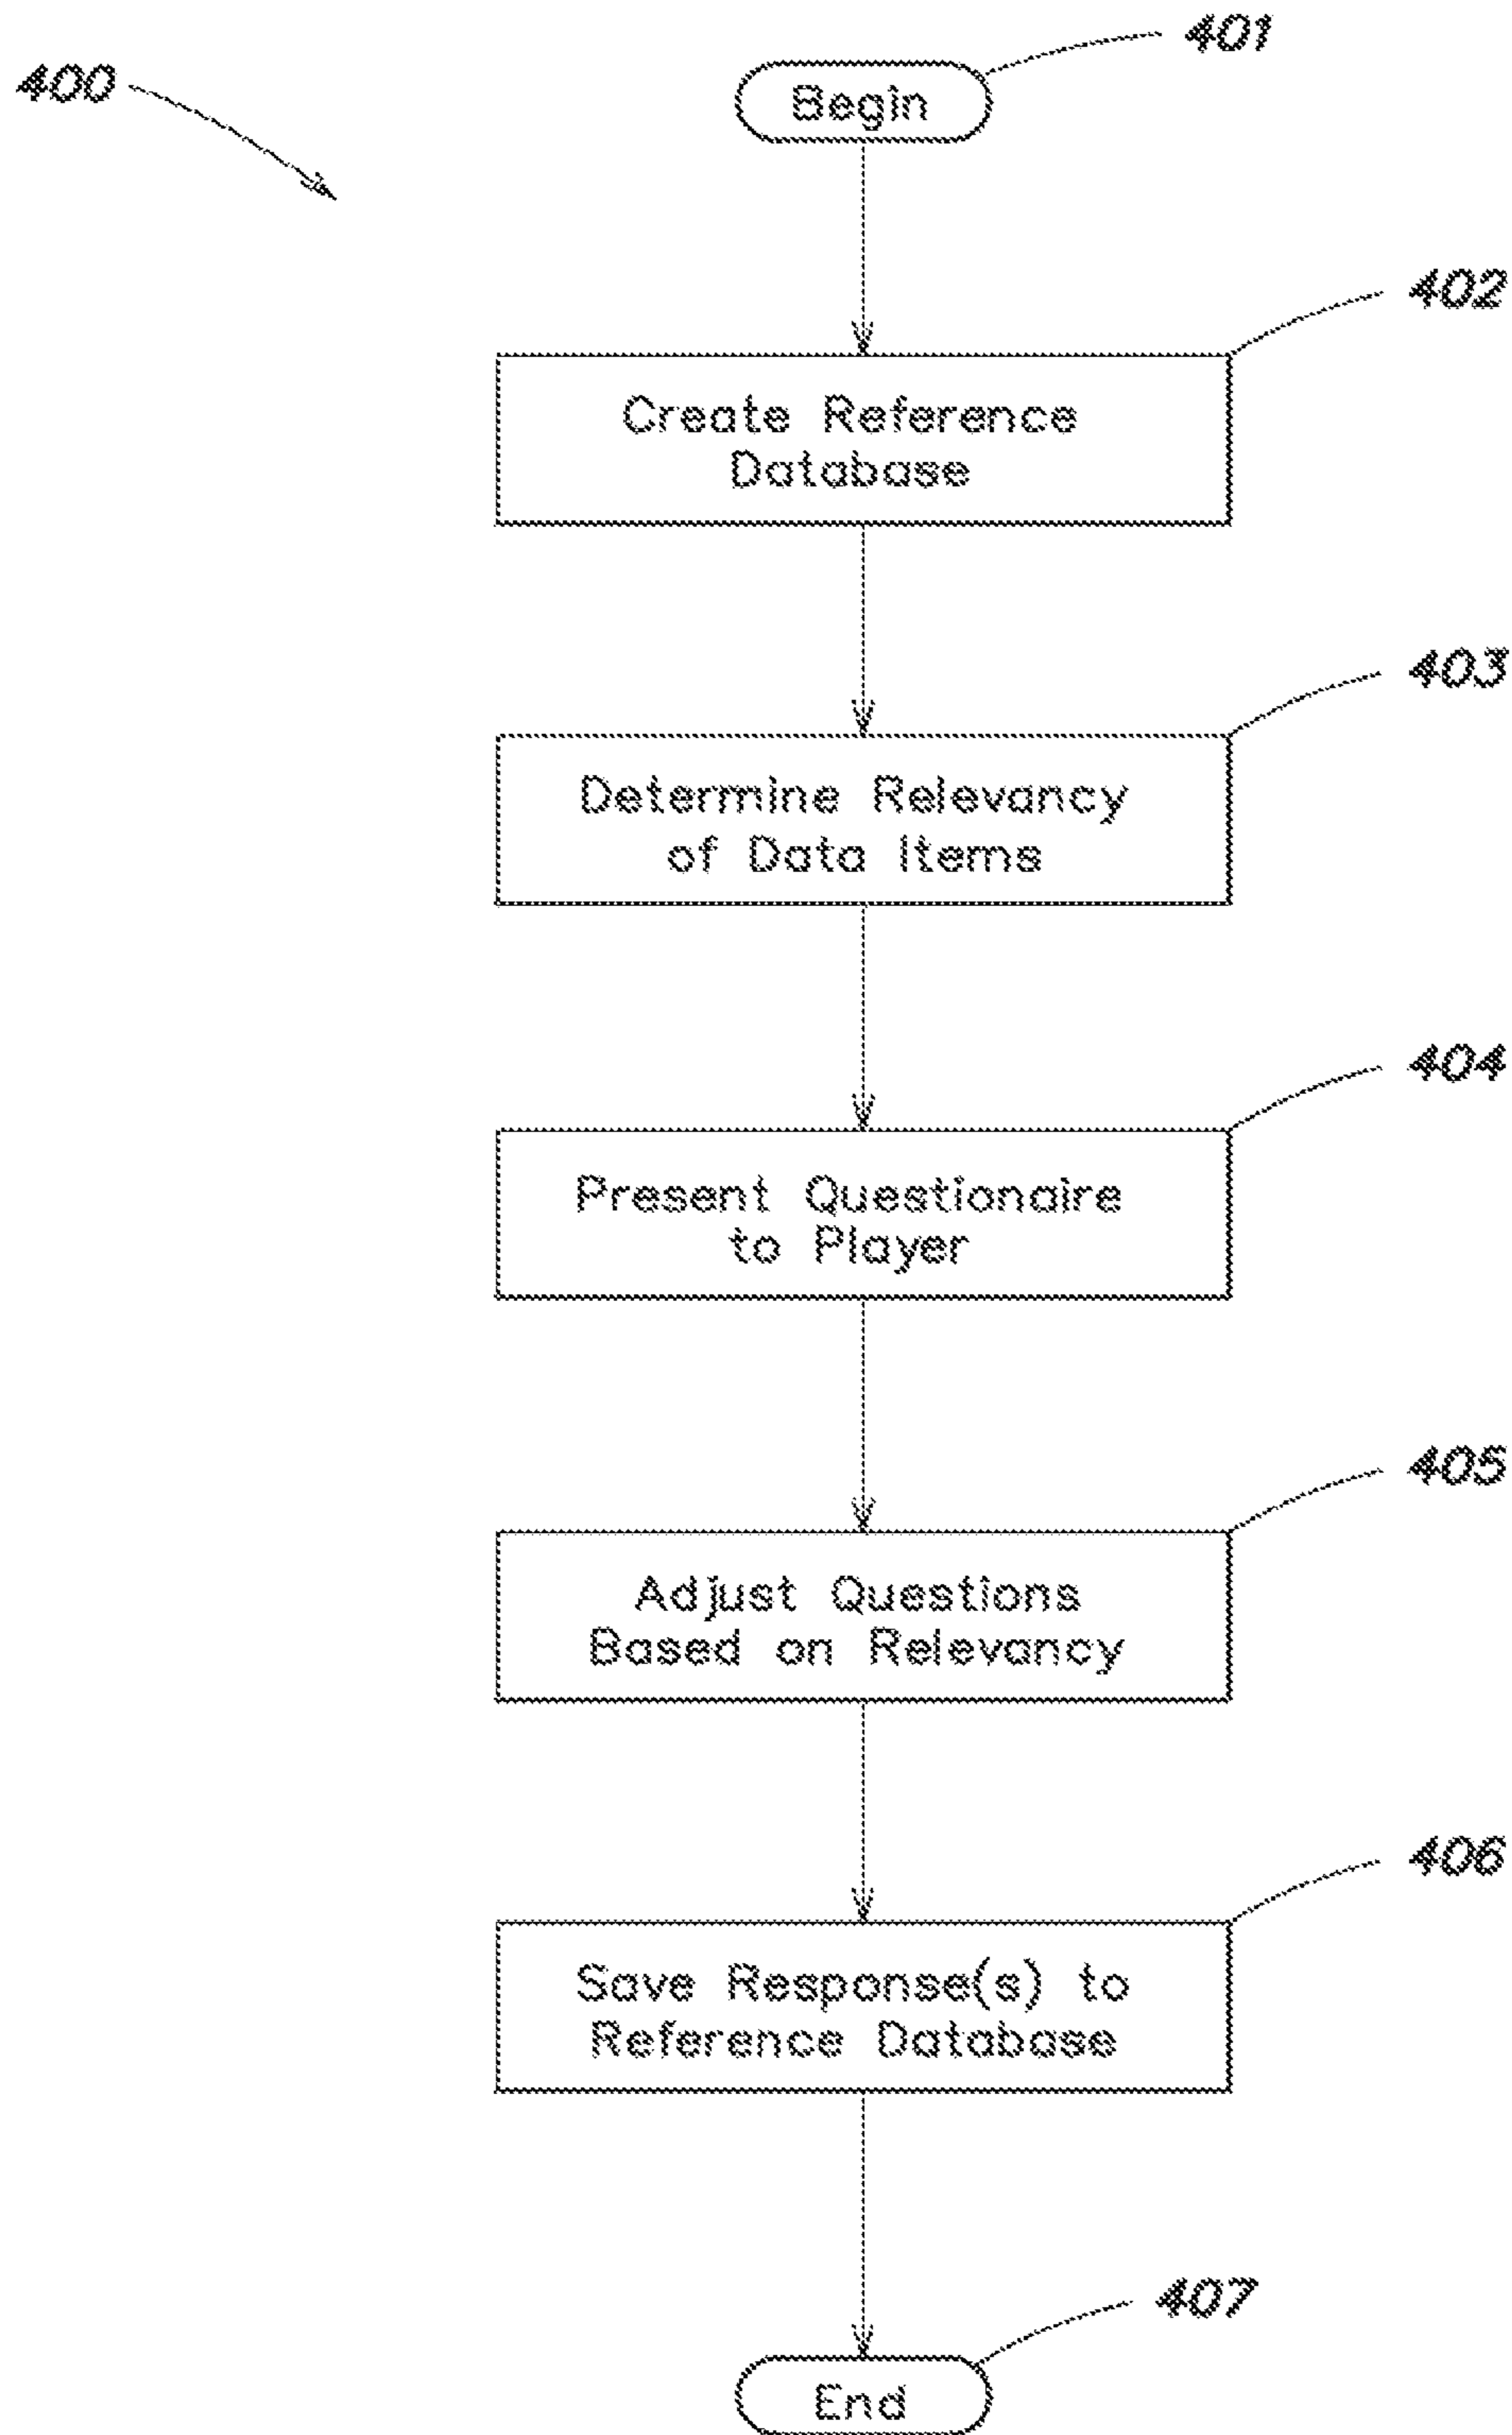 401
400
Begin
402
Create Reference
Database
403
Determine Relevancy
of Data Items
404
Present Questionaire
to Player
405
Adjust Questions
Based on Relevancy
406
Save Response(s) to
Reference Database
407
End